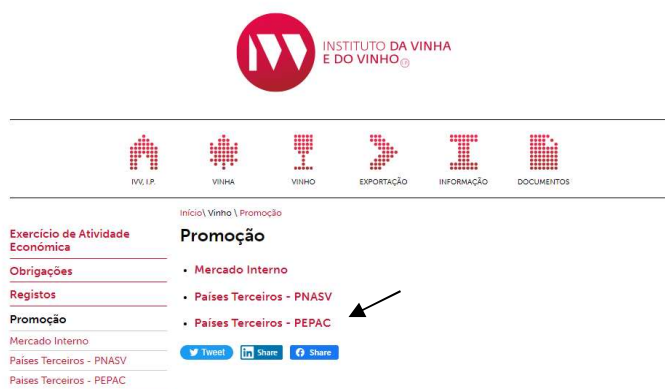 INSTITUTO DA VINHA
E DO VINHO
IVV, I.P.
VINHA
VINHO
EXPORTAÇÃO
INFORMAÇÃO
DOCUMENTOS
Início\ Vinho \ Promoção
Exercício de Atividade
Económica
Obrigações
Registos
Promoção
Mercado Interno
Países Terceiros - PNASV
Países Terceiros - PEPAC
Promoção
• Mercado Interno
• Países Terceiros - PNASV
• Países Terceiros - PEPAC
Tweet
in Share
Share